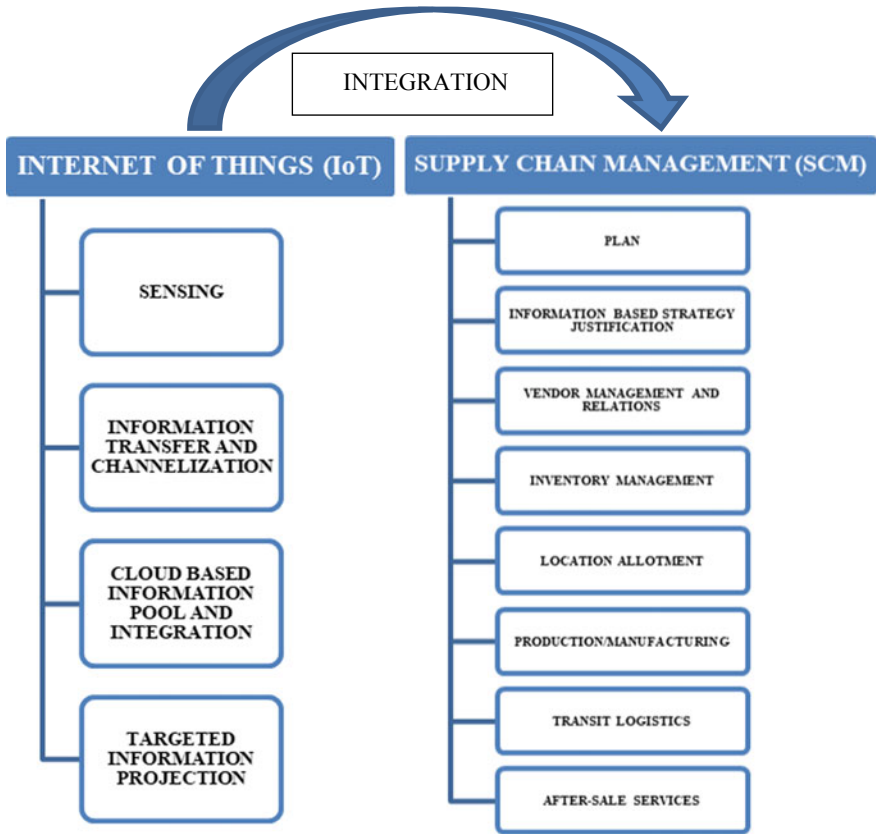 INTEGRATION
INTERNET OF THINGS (IoT)
SENSING
INFORMATION
TRANSFER AND
CHANNELIZATION
CLOUD BASED
INFORMATION
POOL AND
INTEGRATION
TARGETED
INFORMATION
PROJECTION
SUPPLY CHAIN MANAGEMENT (SCM)
PLAN
INFORMATION BASED STRATEGY
JUSTIFICATION
VENDOR MANAGEMENT AND
RELATIONS
INVENTORY MANAGEMENT
LOCATION ALLOTMENT
PRODUCTION/MANUFACTURING
TRANSIT LOGISTICS
AFTER-SALE SERVICES